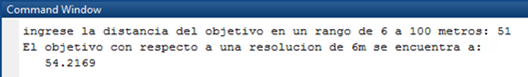 Command Window
ingrese la distancia del objetivo en un rango de 6 a 100 metros: 51
El objetivo con respecto a una resolucion de 6m se encuentra a:
54.2169